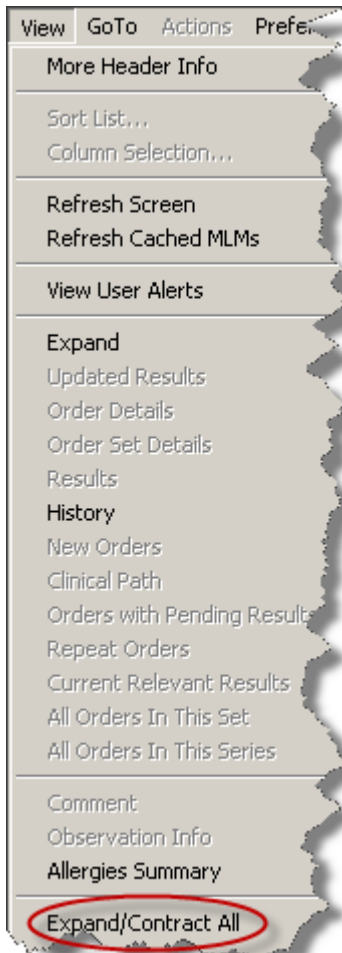 View GoTo Actions Prefer
More Header Info
Sort List...
Column Selection...
Refresh Screen
Refresh Cached MLMs
View User Alerts
Expand
Updated Results
Order Details
Order Set Details
Results
History
New Orders
Clinical Path
Orders with Pending Results
Repeat Orders
Current Relevant Results
All Orders In This Set
All Orders In This Series
Comment
Observation Info
Allergies Summary
Expand/Contract All